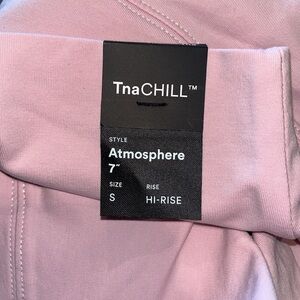 TnaCHILL™
STYLE
Atmosphere
7"
SIZE RISE
S HI-RISE